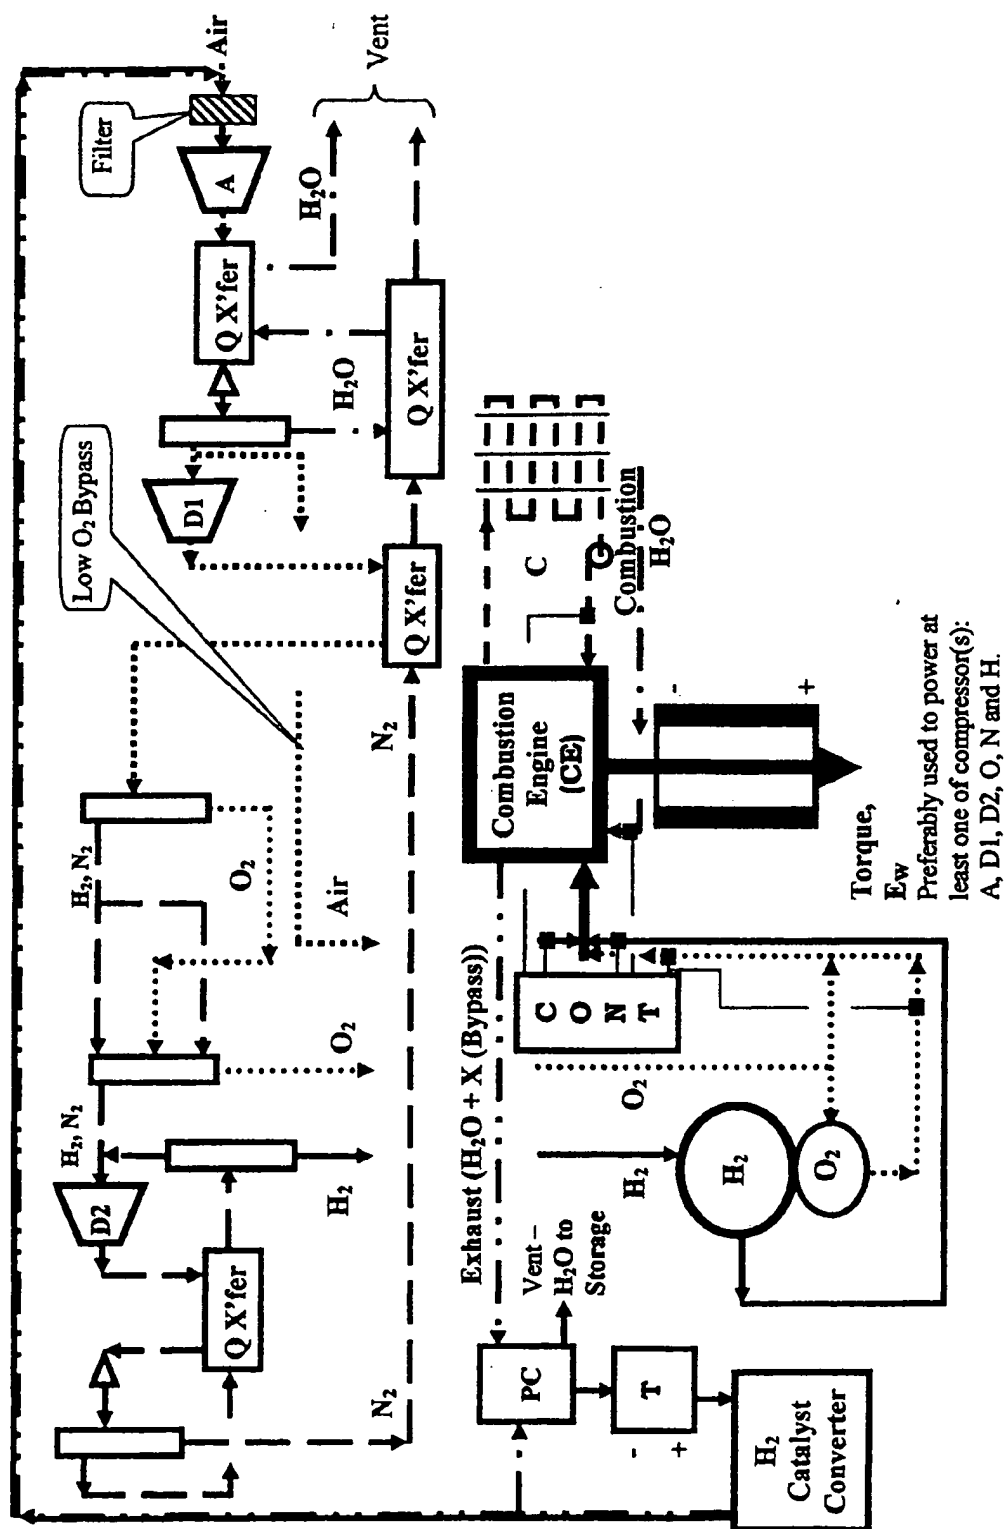 Filter
Air
Low O₂ Bypass
A
Vent
D1
Q X'fer
H₂O
H₂O
H₂, N₂
H₂, N₂
D2
O₂
O₂
Air
Q X'fer
H₂
N₂
N₂
Q X'fer
Q X'fer
Exhaust (H₂O + X (Bypass))
PC
Vent –
H₂O to
Storage
Combustion
Engine
(CE)
C
Combustion
H₂O
C
O
N
T
T
-
+
H₂
O₂
H₂
O₂
-
+
H₂
Catalyst
Converter
Torque,
Ew
Preferably used to power at
least one of compressor(s):
A, D1, D2, O, N and H.